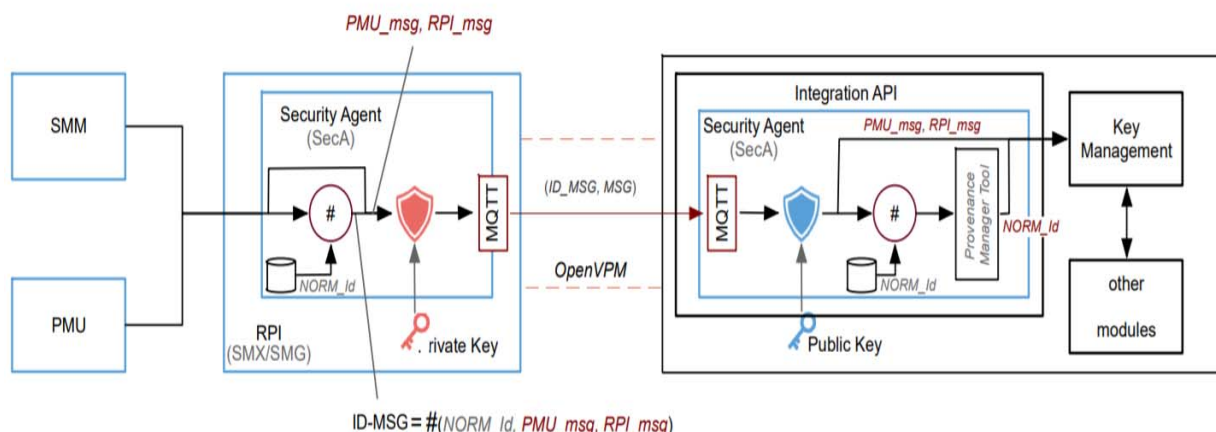 PMU_msg, RPI_msg
SMM
PMU
Security Agent
(SecA)
#
NORM_Id
MQTT
RPI
(SMX/SMG)
. rivate Key
ID-MSG = #(NORM_Id, PMU_msg, RPI_msg)
(ID_MSG, MSG)
OpenVPM
Integration API
Security Agent
(SecA)
PMU_msg, RPI_msg
MQTT
#
NORM_Id
Provenance
Manager Tool
NORM_Id
Public Key
Key
Management
other
modules